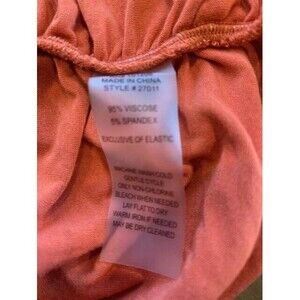 MADE IN CHINA
STYLE # 27011
95% VISCOSE
5% SPANDEX
EXCLUSIVE OF ELASTIC
MACHINE WASH COLD
GENTLE CYCLE
ONLY NON-CHLORINE
BLEACH WHEN NEEDED
LAY FLAT TO DRY
WARM IRON IF NEEDED
MAY BE DRY CLEANED